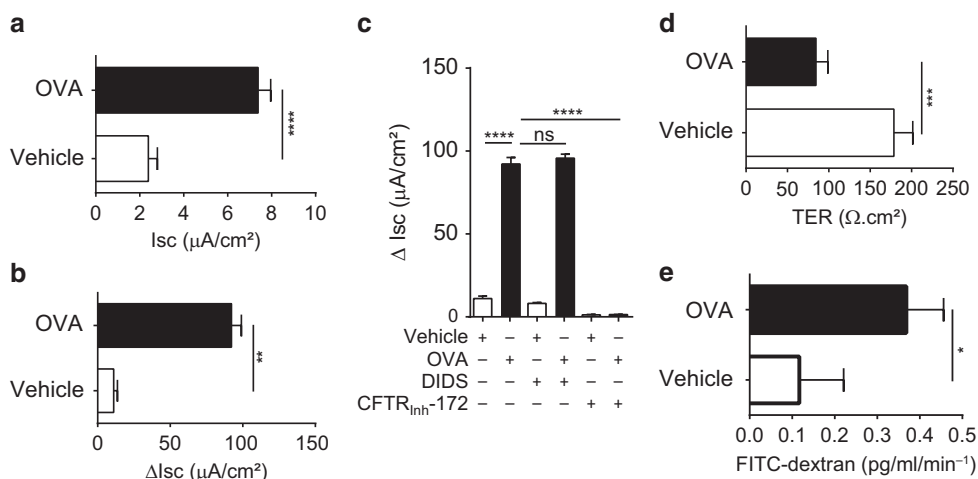 a
OVA
Vehicle
****
0 2 4 6 8 10
Isc (μA/cm²)
b
OVA
Vehicle
**
0 50 100 150
ΔIsc (μA/cm²)
c
150
100
50
0
Δ Isc (μA/cm²)
****
**** ns
Vehicle + – + – + –
OVA – + – + – +
DIDS – – + + – –
CFTRInh-172 – – – – + +
d
OVA
Vehicle
***
0 50 100 150 200 250
TER (Ω.cm²)
e
OVA
Vehicle
*
0.0 0.1 0.2 0.3 0.4 0.5
FITC-dextran (pg/ml/min⁻¹)